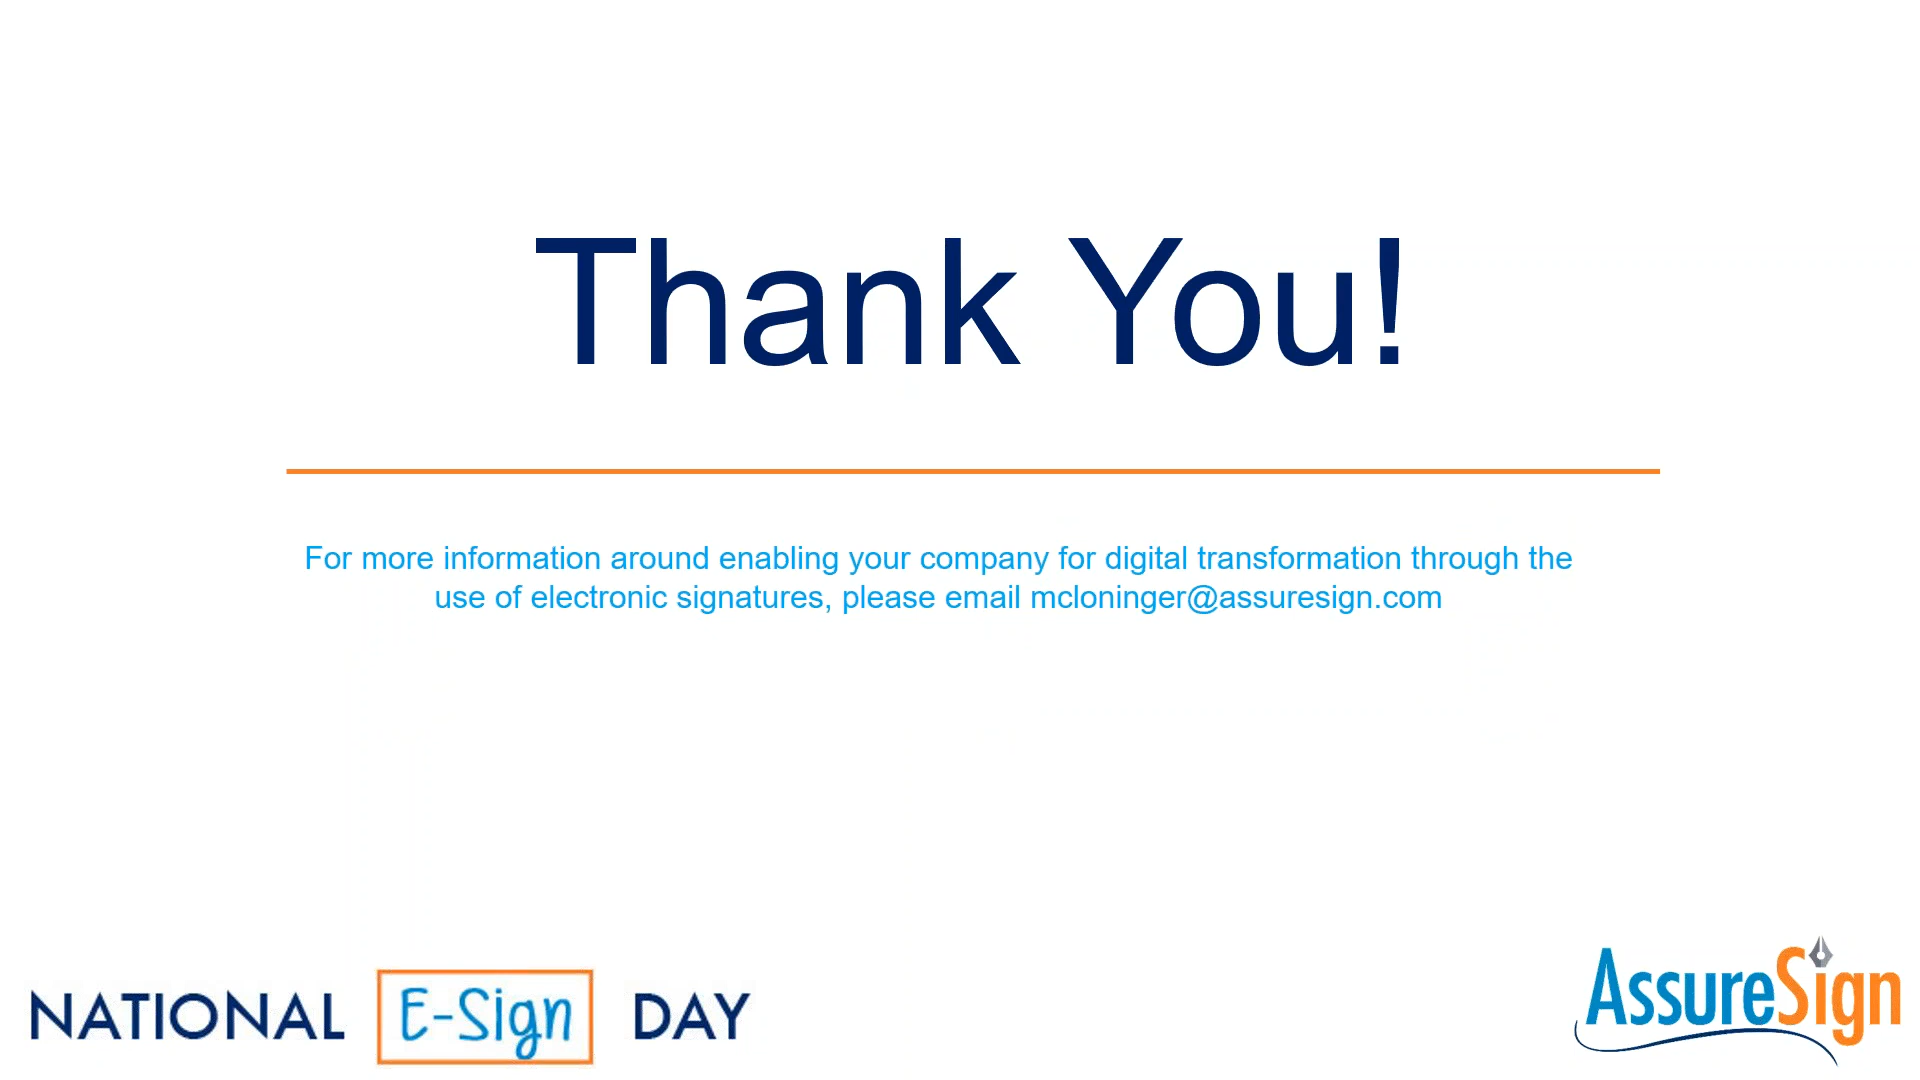 Thank You!
For more information around enabling your company for digital transformation through the
use of electronic signatures, please email mcloninger@assuresign.com
NATIONAL E-Sign DAY
AssureSign